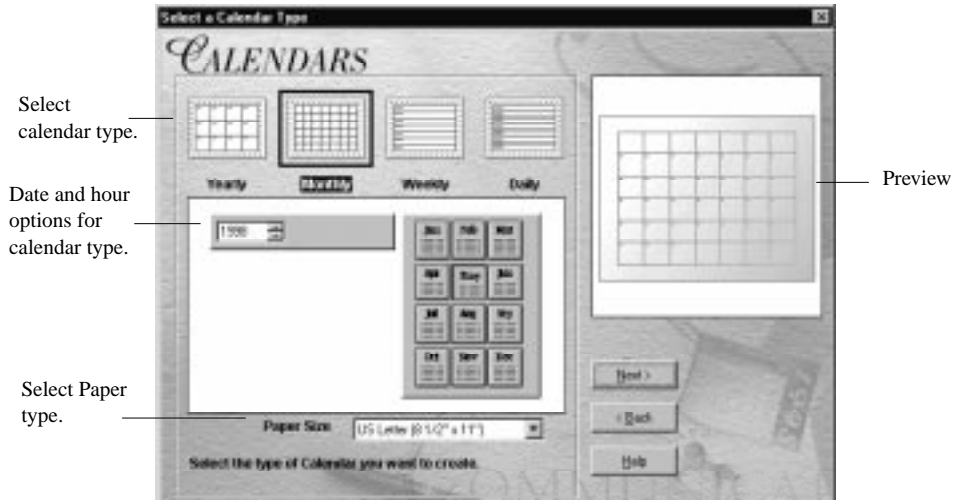 Select a Calendar Type
CALENDARS
Select
calendar type.
Yearly
Monthly
Weekly
Daily
Preview
Date and hour
options for
calendar type.
1998
Jan Feb Mar
Apr May Jun
Jul Aug
Oct Nov Dec
Select Paper
type.
Paper Size
US Letter (8 1/2" x 11")
Select the type of Calendar you want to create.
Next >
< Back
Help